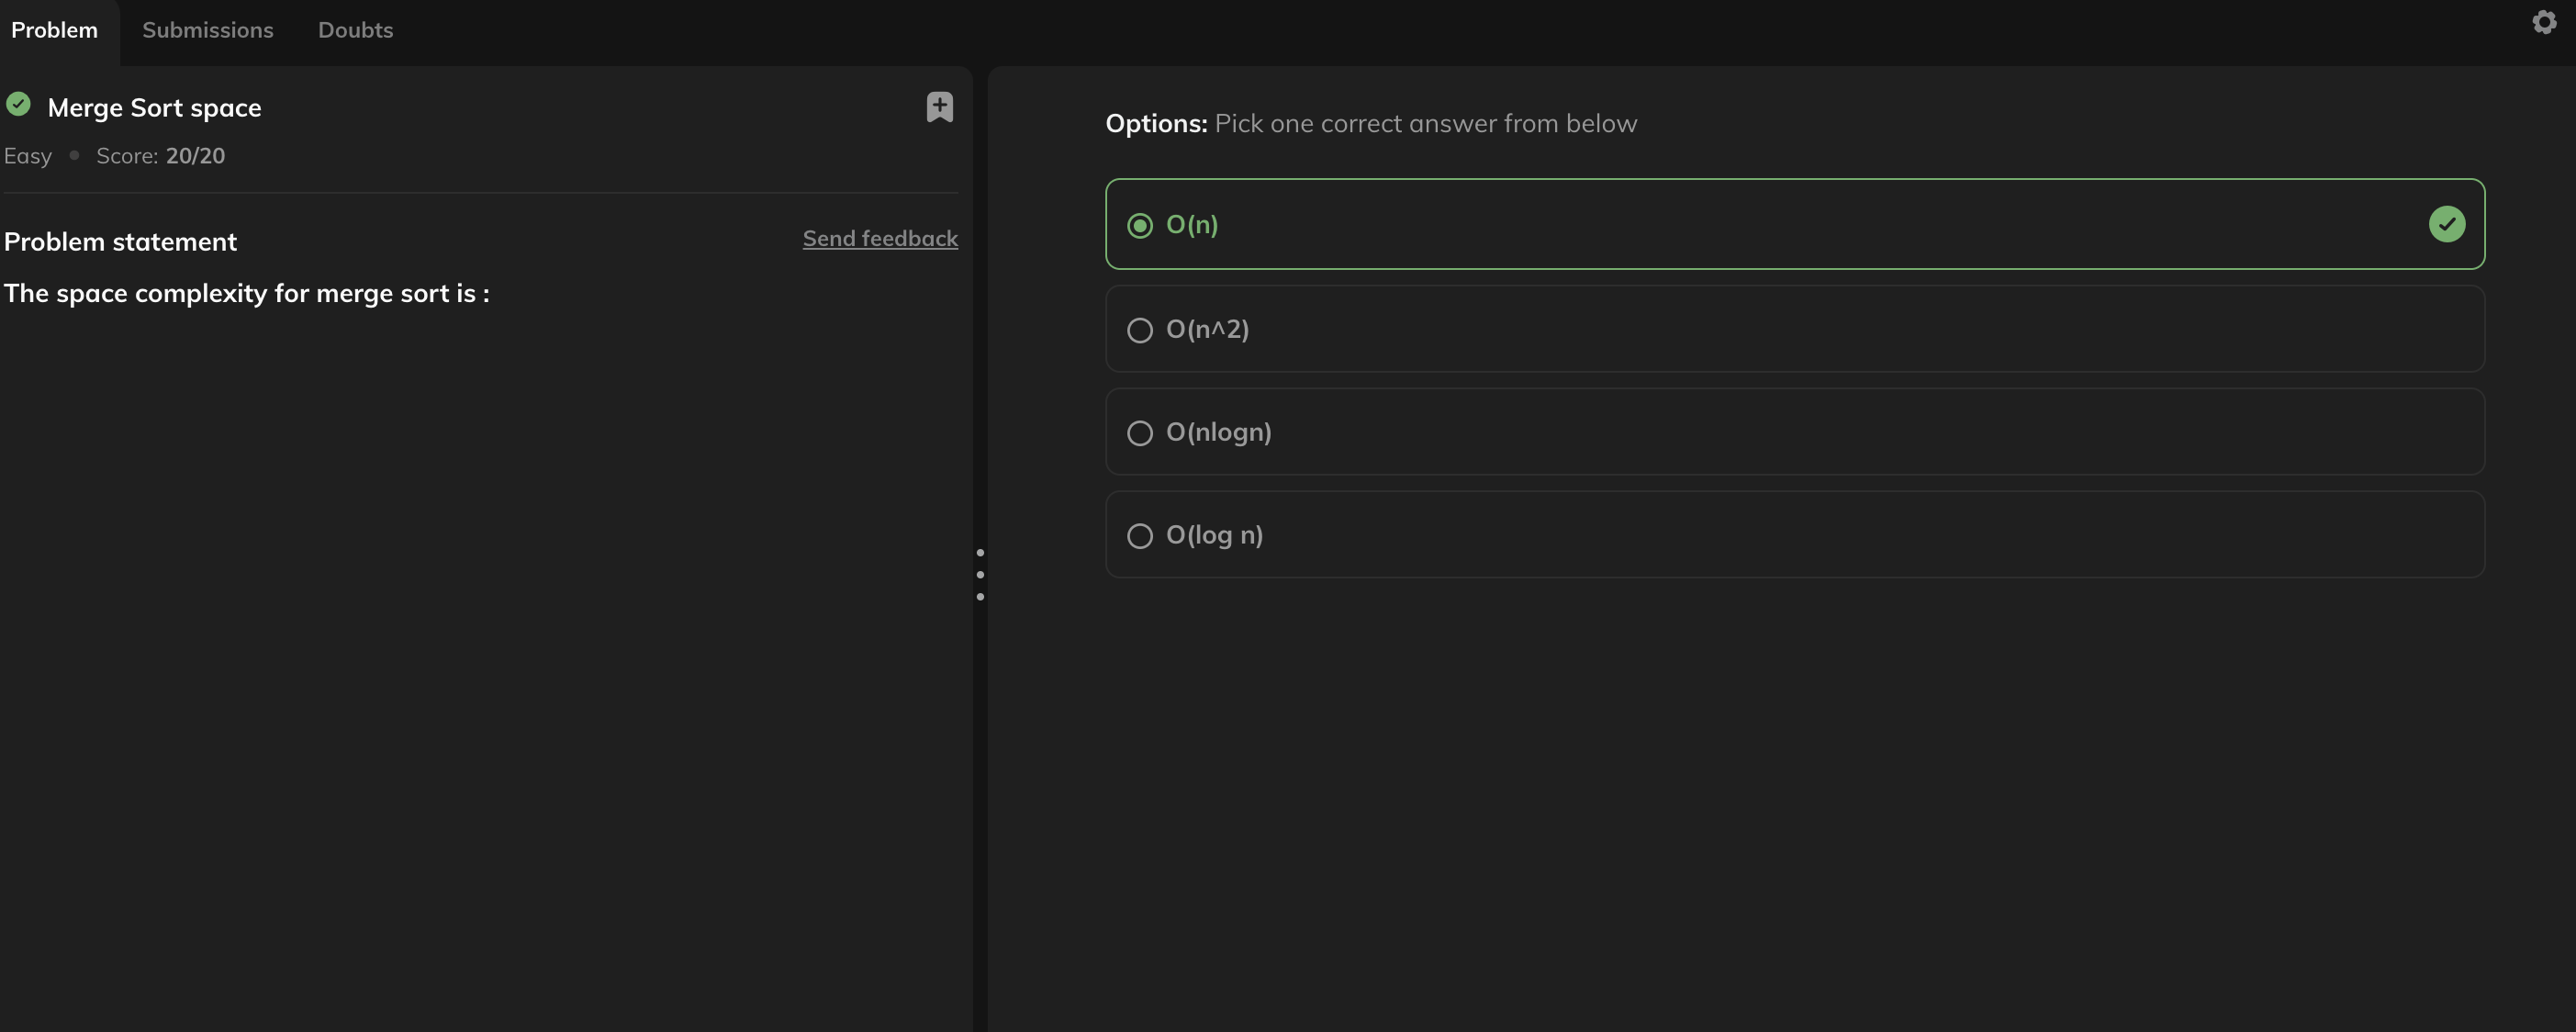 Problem Submissions Doubts
Merge Sort space
Easy • Score: 20/20
Problem statement Send feedback
The space complexity for merge sort is :
Options: Pick one correct answer from below
O(n)
O(n^2)
O(nlogn)
O(log n)